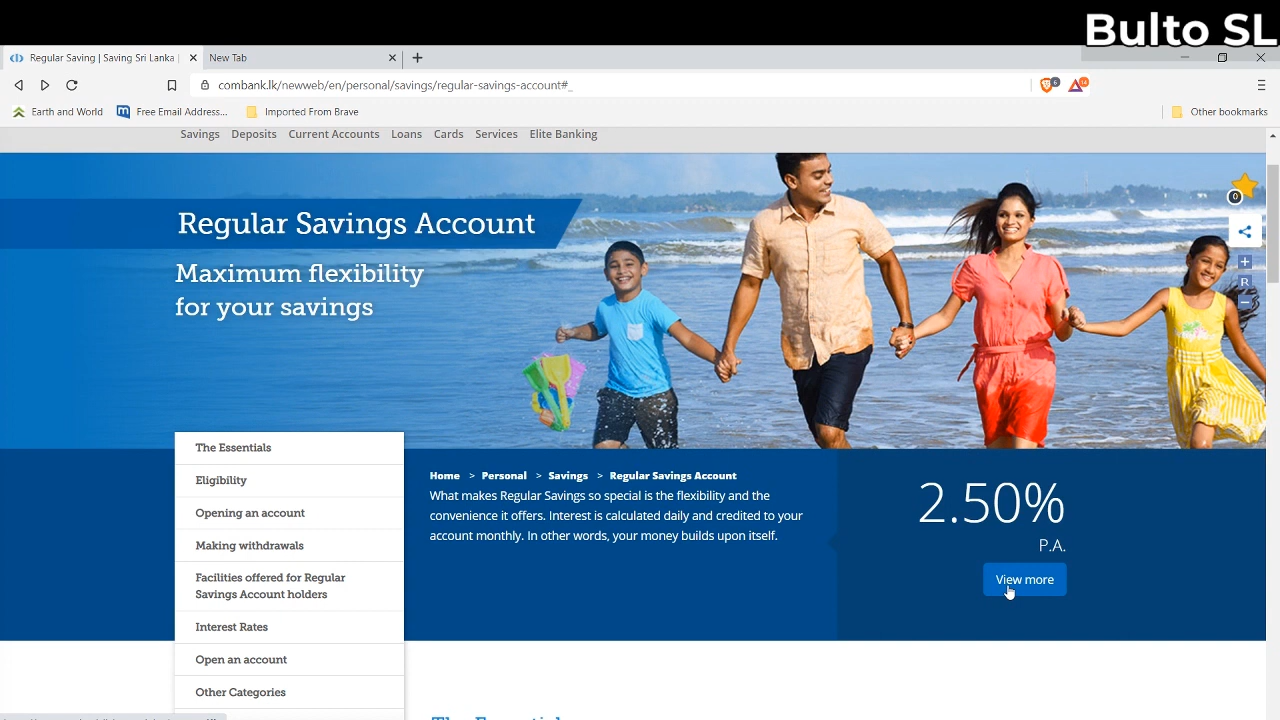 Bulto SL
Regular Saving | Saving Sri Lanka
New Tab
combank.lk/newweb/en/personal/savings/regular-savings-account#_
6
14
Earth and World
Free Email Address...
Imported From Brave
Other bookmarks
Savings Deposits Current Accounts Loans Cards Services Elite Banking
Regular Savings Account
0
Maximum flexibility
for your savings
+
R
−
The Essentials
Eligibility
Opening an account
Making withdrawals
Facilities offered for Regular
Savings Account holders
Interest Rates
Open an account
Other Categories
Home > Personal > Savings > Regular Savings Account
What makes Regular Savings so special is the flexibility and the
convenience it offers. Interest is calculated daily and credited to your
account monthly. In other words, your money builds upon itself.
2.50%
P.A.
View more